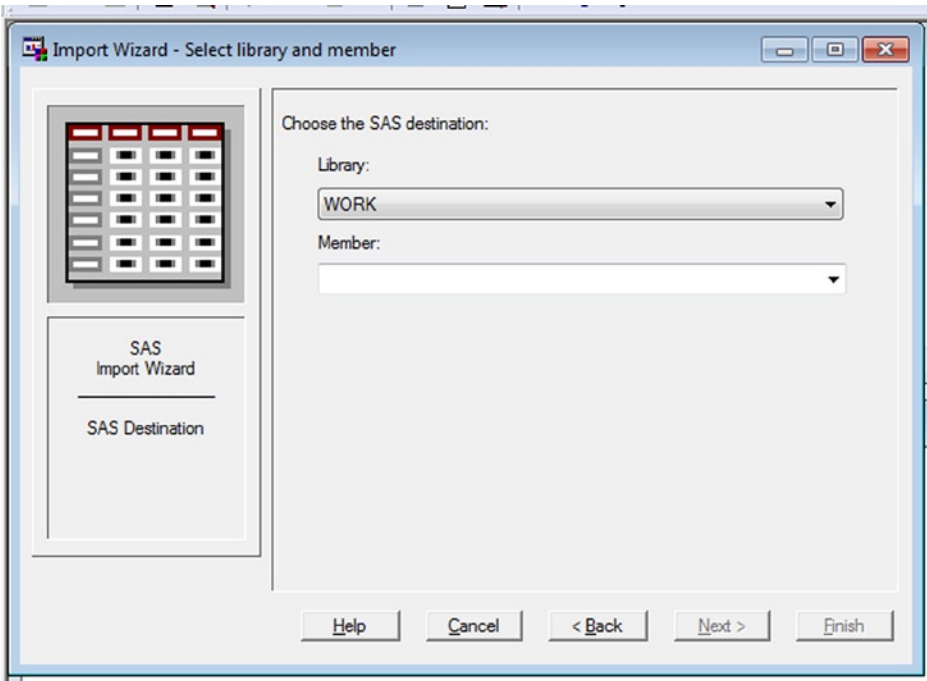 Import Wizard - Select library and member
Choose the SAS destination:
Library:
WORK
Member:
SAS
Import Wizard
SAS Destination
Help
Cancel
< Back
Next >
Finish